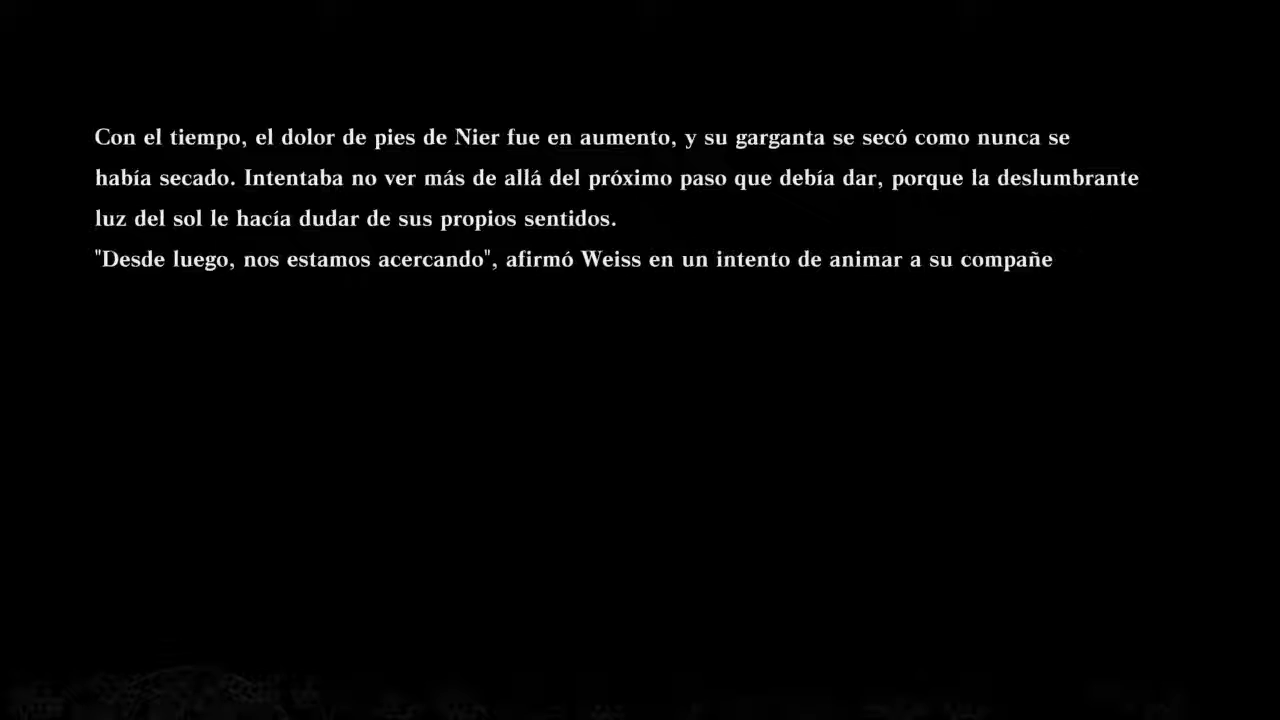 Con el tiempo, el dolor de pies de Nier fue en aumento, y su garganta se secó como nunca se
había secado. Intentaba no ver más de allá del próximo paso que debía dar, porque la deslumbrante
luz del sol le hacía dudar de sus propios sentidos.
"Desde luego, nos estamos acercando", afirmó Weiss en un intento de animar a su compañe